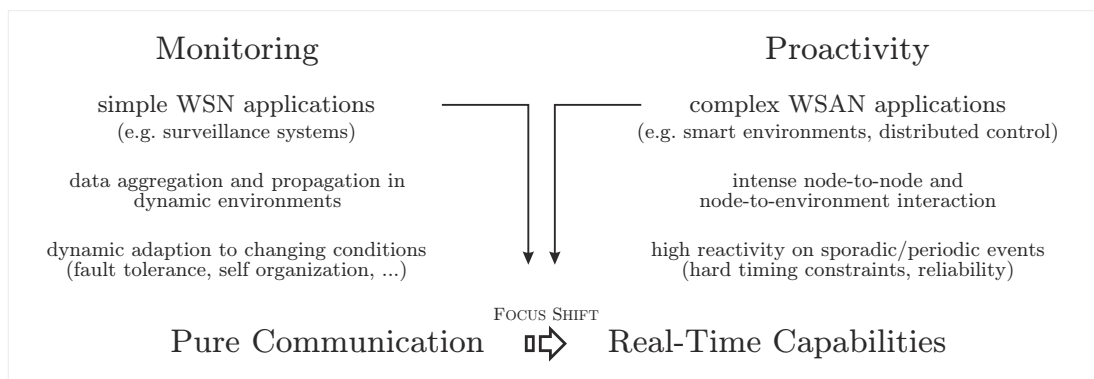 Monitoring
simple WSN applications
(e.g. surveillance systems)
data aggregation and propagation in
dynamic environments
dynamic adaption to changing conditions
(fault tolerance, self organization, ...)
Proactivity
complex WSAN applications
(e.g. smart environments, distributed control)
intense node-to-node and
node-to-environment interaction
high reactivity on sporadic/periodic events
(hard timing constraints, reliability)
Focus Shift
Pure Communication
Real-Time Capabilities